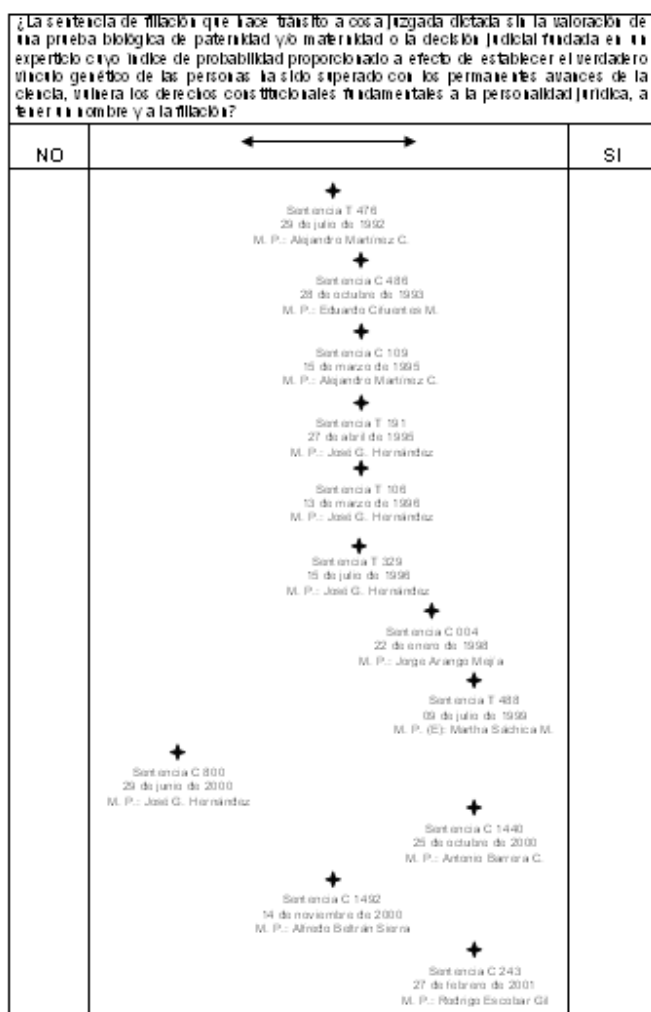 ¿La sentencia de filiación que hace tránsito a cosa juzgada dictada sin la valoración de
una prueba biológica de paternidad y/o maternidad o la decisión judicial fundada en un
experticio cuyo índice de probabilidad proporcionado a efecto de establecer el verdadero
vínculo genético de las personas ha sido superado con los permanentes avances de la
ciencia, vulnera los derechos constitucionales fundamentales a la personalidad jurídica, a
tener un nombre y a la filiación?
NO
SI
Sentencia T 476
29 de julio de 1992
M. P.: Alejandro Martínez C.
Sentencia C 486
28 de octubre de 1993
M. P.: Eduardo Cifuentes M.
Sentencia C 109
15 de marzo de 1995
M. P.: Alejandro Martínez C.
Sentencia T 191
27 de abril de 1995
M. P.: José G. Hernández
Sentencia T 106
13 de marzo de 1996
M. P.: José G. Hernández
Sentencia T 329
15 de julio de 1996
M. P.: José G. Hernández
Sentencia C 004
22 de enero de 1998
M. P.: Jorge Arango Mejía
Sentencia T 488
09 de julio de 1999
M. P. (E): Martha Sáchica M.
Sentencia C 800
29 de junio de 2000
M. P.: José G. Hernández
Sentencia C 1440
25 de octubre de 2000
M. P.: Antonio Barrera C.
Sentencia C 1492
14 de noviembre de 2000
M. P.: Alfredo Beltrán Sierra
Sentencia C 243
27 de febrero de 2001
M. P.: Rodrigo Escobar Gil